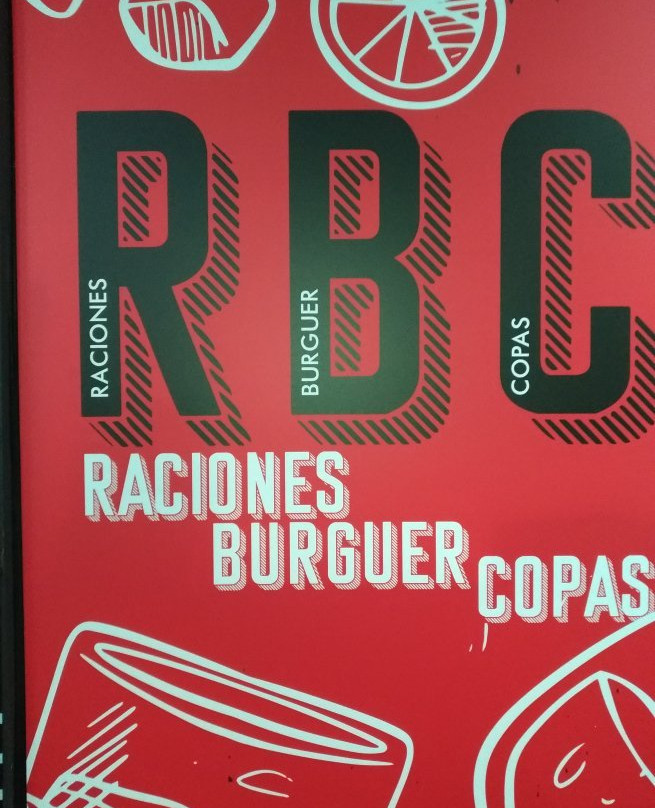 RBC
RACIONES
BURGUER
COPAS
RACIONES
BURGUER
COPAS